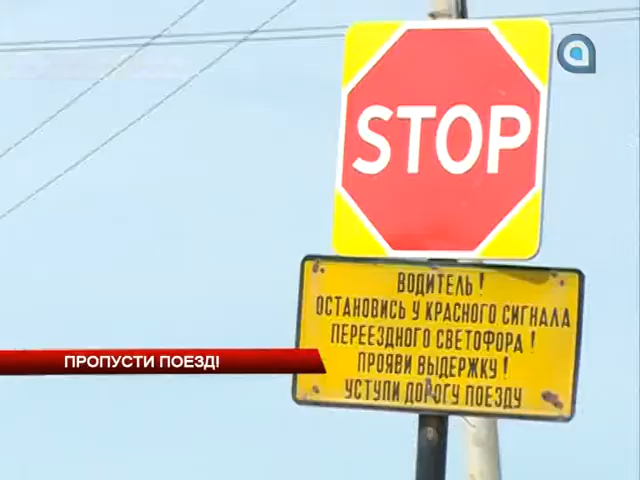 STOP
ВОДИТЕЛЬ!
ОСТАНОВИСЬ У КРАСНОГО СИГНАЛА
ПЕРЕЕЗДНОГО СВЕТОФОРА!
ПРОЯВИ ВЫДЕРЖКУ!
УСТУПИ ДОРОГУ ПОЕЗДУ
ПРОПУСТИ ПОЕЗД!